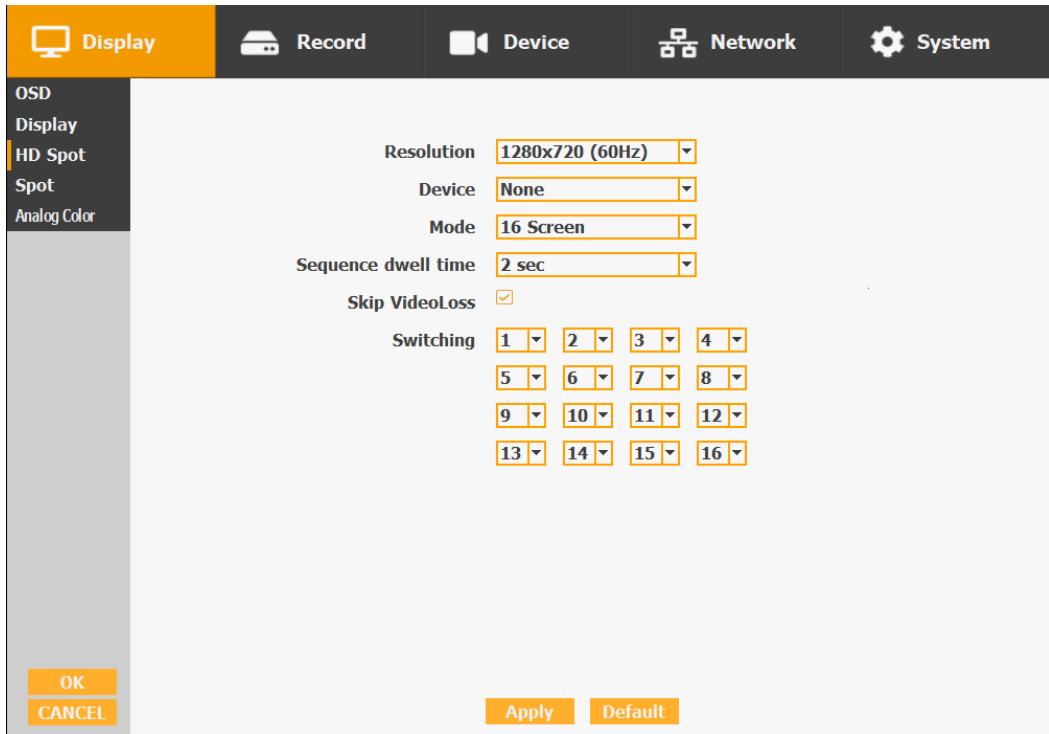 Display Record Device Network System
OSD
Display
HD Spot
Spot
Analog Color
Resolution 1280x720 (60Hz)
Device None
Mode 16 Screen
Sequence dwell time 2 sec
Skip VideoLoss
Switching 1 2 3 4
5 6 7 8
9 10 11 12
13 14 15 16
OK
CANCEL
Apply Default